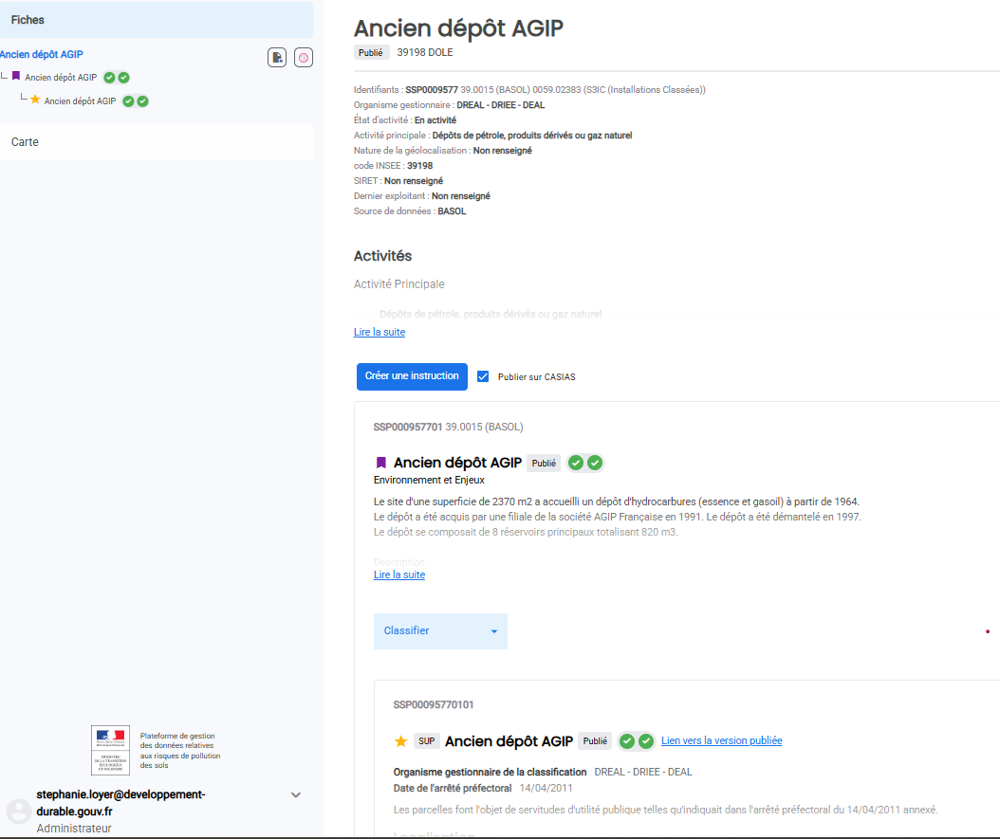 Fiches
Ancien dépôt AGIP
Ancien dépôt AGIP
Ancien dépôt AGIP
Carte
Plateforme de gestion
des données relatives
aux risques de pollution
des sols
MINISTÈRE
DE LA TRANSITION
ÉCOLOGIQUE
ET SOLIDAIRE
stephanie.loyer@developpement-
durable.gouv.fr
Administrateur
Ancien dépôt AGIP
Publié 39198 DOLE
Identifiants : SSP0009577 39.0015 (BASOL) 0059.02383 (S3IC (Installations Classées))
Organisme gestionnaire : DREAL - DRIEE - DEAL
État d'activité : En activité
Activité principale : Dépôts de pétrole, produits dérivés ou gaz naturel
Nature de la géolocalisation : Non renseigné
code INSEE : 39198
SIRET : Non renseigné
Dernier exploitant : Non renseigné
Source de données : BASOL
Activités
Activité Principale
Dépôts de pétrole, produits dérivés ou gaz naturel
Lire la suite
Créer une instruction Publier sur CASIAS
SSP000957701 39.0015 (BASOL)
Ancien dépôt AGIP Publié
Environnement et Enjeux
Le site d'une superficie de 2370 m2 a accueilli un dépôt d'hydrocarbures (essence et gasoil) à partir de 1964.
Le dépôt a été acquis par une filiale de la société AGIP Française en 1991. Le dépôt a été démantelé en 1997.
Le dépôt se composait de 8 réservoirs principaux totalisant 820 m3.
Description
Lire la suite
Classifier
SSP00095770101
SUP Ancien dépôt AGIP Publié Lien vers la version publiée
Organisme gestionnaire de la classification DREAL - DRIEE - DEAL
Date de l'arrêté préfectoral 14/04/2011
Les parcelles font l'objet de servitudes d'utilité publique telles qu'indiquait dans l'arrêté préfectoral du 14/04/2011 annexé.
Localisation